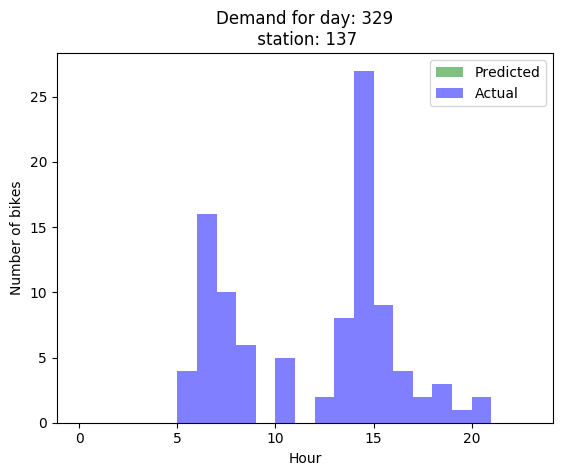 Demand for day: 329
station: 137
Predicted
Actual
Number of bikes
25
20
15
10
5
0
0 5 10 15 20
Hour